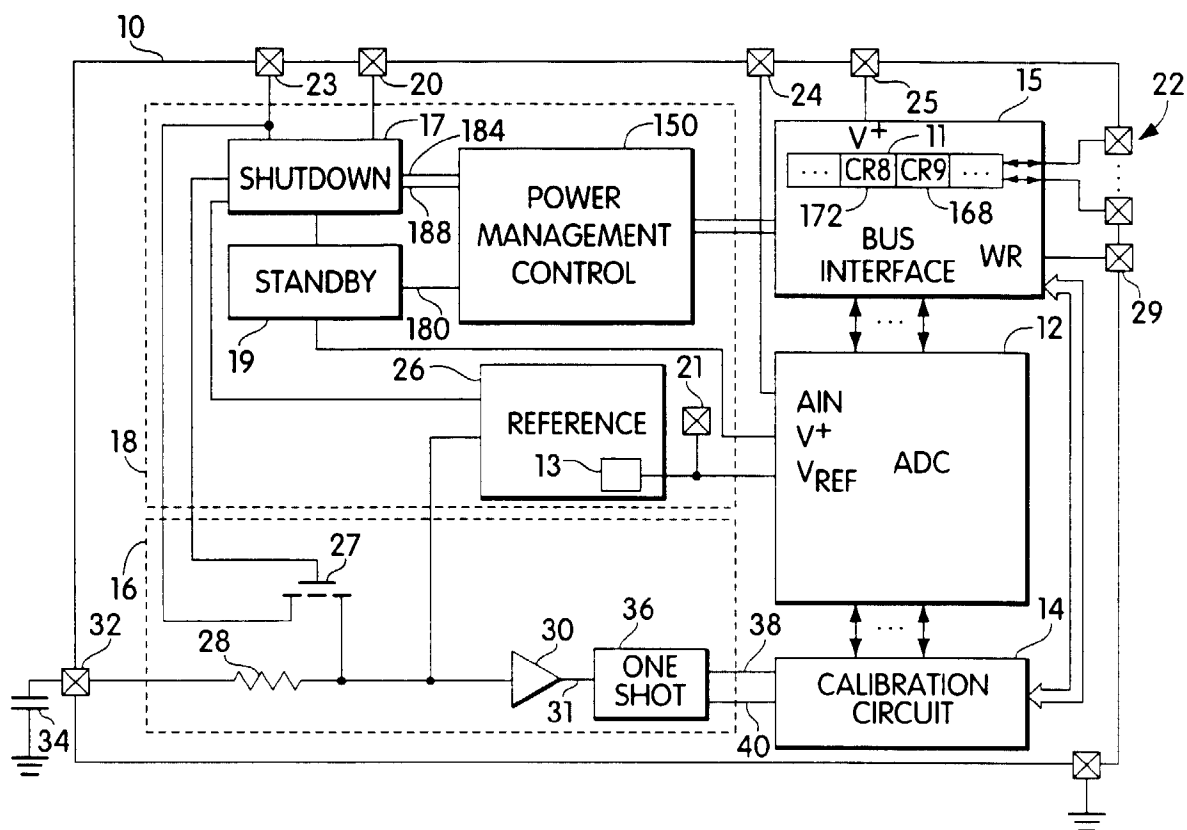 10
23
20
24
25
15
22
17
184
150
V+
11
SHUTDOWN
... CR8 CR9 ...
188
172
168
POWER
MANAGEMENT
CONTROL
BUS
INTERFACE
WR
STANDBY
180
29
19
...
12
26
21
REFERENCE
AIN
V+
VREF
ADC
13
18
16
27
32
28
30
36
38
...
14
ONE
SHOT
CALIBRATION
CIRCUIT
31
34
40